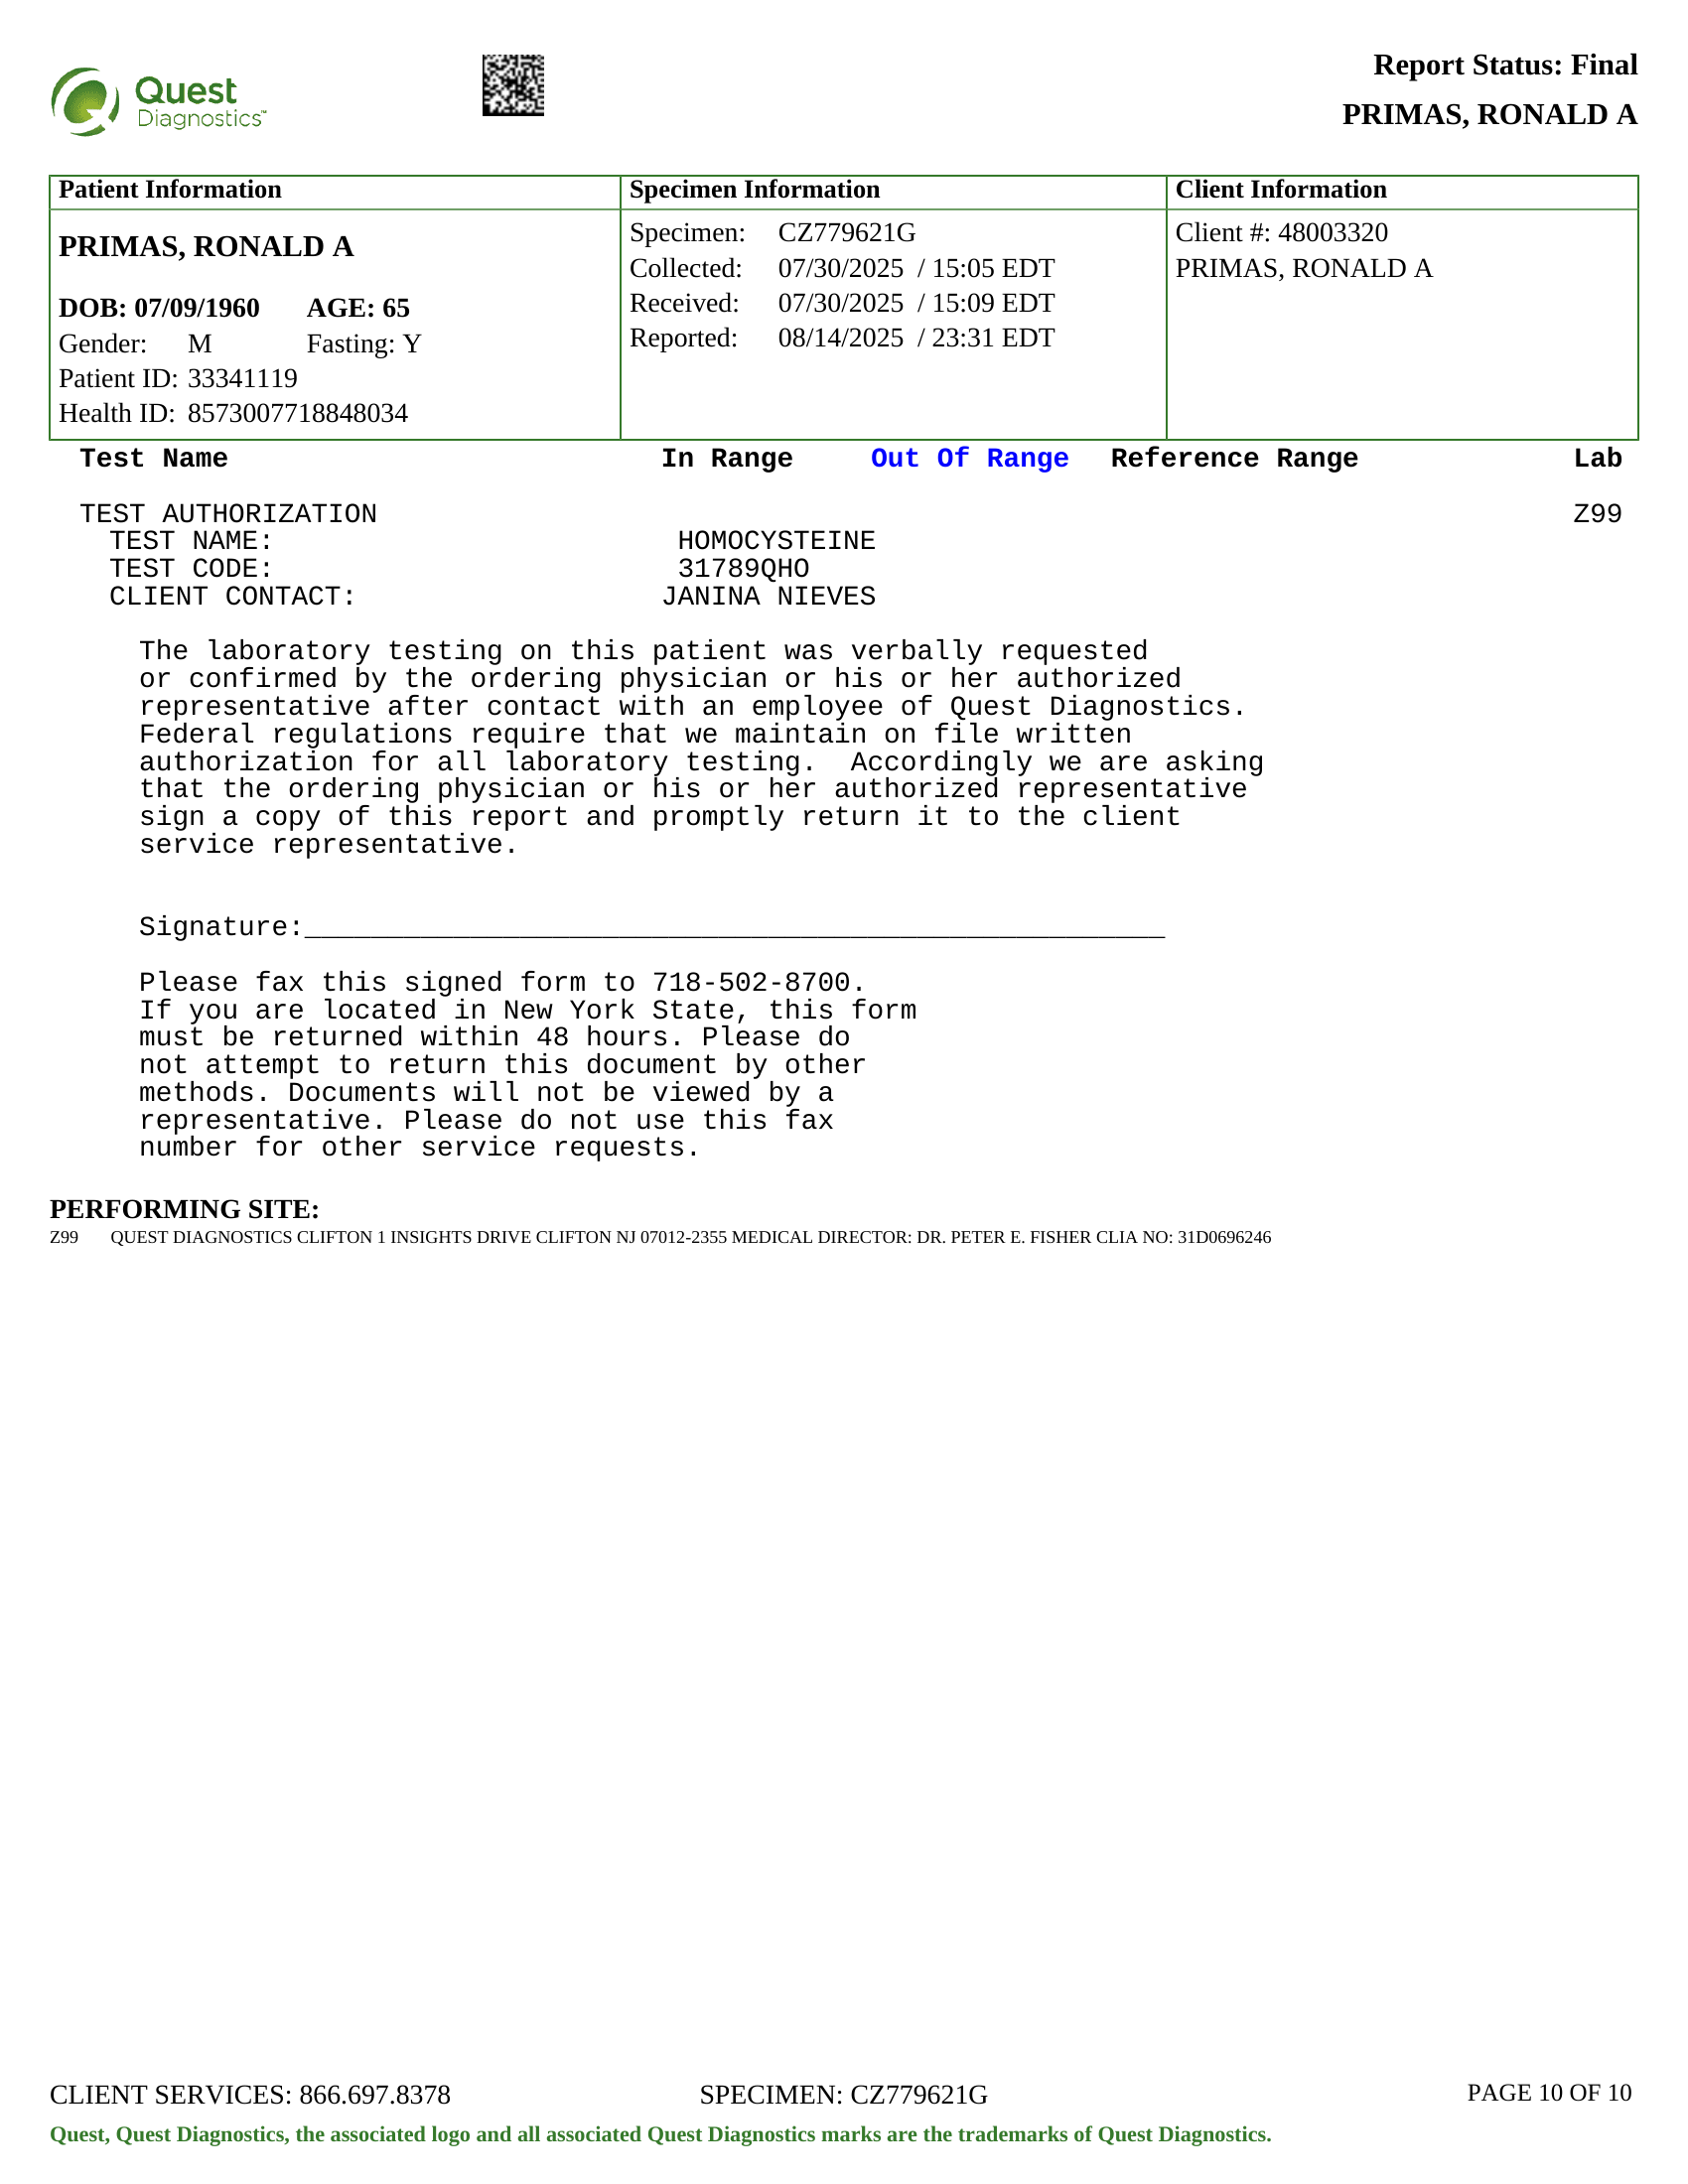 Quest
Diagnostics™
Report Status: Final
PRIMAS, RONALD A
Patient Information
Specimen Information
Client Information
PRIMAS, RONALD A
DOB: 07/09/1960 AGE: 65
Gender: M Fasting: Y
Patient ID: 33341119
Health ID: 8573007718848034
Specimen: CZ779621G
Collected: 07/30/2025 / 15:05 EDT
Received: 07/30/2025 / 15:09 EDT
Reported: 08/14/2025 / 23:31 EDT
Client #: 48003320
PRIMAS, RONALD A
Test Name In Range Out Of Range Reference Range Lab
TEST AUTHORIZATION Z99
TEST NAME: HOMOCYSTEINE
TEST CODE: 31789QHO
CLIENT CONTACT: JANINA NIEVES
The laboratory testing on this patient was verbally requested
or confirmed by the ordering physician or his or her authorized
representative after contact with an employee of Quest Diagnostics.
Federal regulations require that we maintain on file written
authorization for all laboratory testing. Accordingly we are asking
that the ordering physician or his or her authorized representative
sign a copy of this report and promptly return it to the client
service representative.
Signature:____________________________________________________
Please fax this signed form to 718-502-8700.
If you are located in New York State, this form
must be returned within 48 hours. Please do
not attempt to return this document by other
methods. Documents will not be viewed by a
representative. Please do not use this fax
number for other service requests.
PERFORMING SITE:
Z99 QUEST DIAGNOSTICS CLIFTON 1 INSIGHTS DRIVE CLIFTON NJ 07012-2355 MEDICAL DIRECTOR: DR. PETER E. FISHER CLIA NO: 31D0696246
CLIENT SERVICES: 866.697.8378 SPECIMEN: CZ779621G PAGE 10 OF 10
Quest, Quest Diagnostics, the associated logo and all associated Quest Diagnostics marks are the trademarks of Quest Diagnostics.